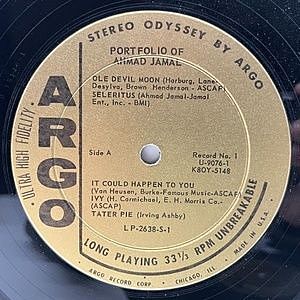 STEREO ODYSSEY BY ARGO
PORTFOLIO OF
AHMAD JAMAL
OLE DEVIL MOON (Harburg, Lane-
Desylva, Brown Henderson - ASCAP)
SELERITUS (Ahmad Jamal-Jamal
Ent., Inc. - BMI)
ARGO
ULTRA HIGH FIDELITY
Side A
Record No. 1
U-9076-1
K8OY-5148
IT COULD HAPPEN TO YOU
(Van Heusen, Burke-Famous Music-ASCAP)
IVY (H. Carmichael, E. H. Morris Co.-
(ASCAP)
TATER PIE (Irving Ashby)
LP-2638-S-1
LONG PLAYING 33⅓ RPM UNBREAKABLE
MADE IN U.S.A.
ARGO RECORD CORP. CHICAGO, ILL.